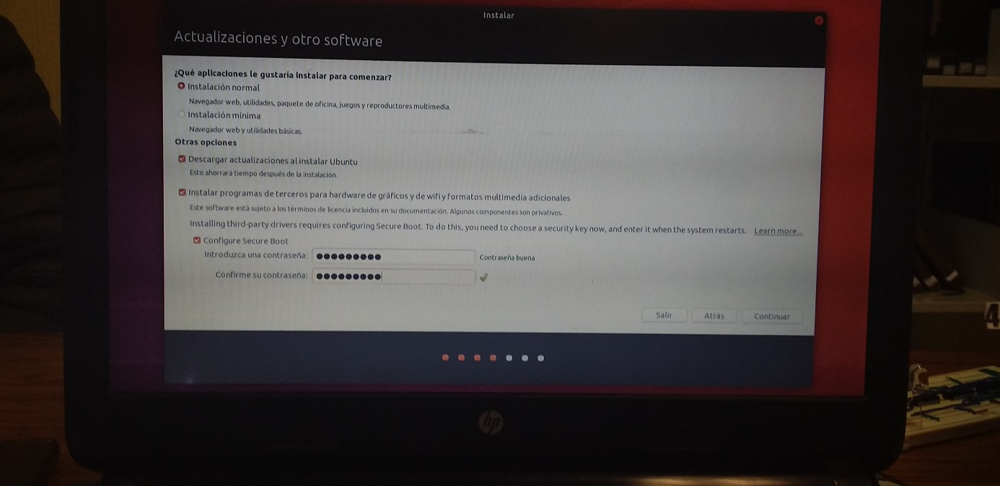 Instalar
Actualizaciones y otro software
¿Qué aplicaciones le gustaría instalar para comenzar?
Instalación normal
Navegador web, utilidades, paquete de oficina, juegos y reproductores multimedia.
Instalación mínima
Navegador web y utilidades básicas.
Otras opciones
Descargar actualizaciones al instalar Ubuntu
Esto ahorrará tiempo después de la instalación.
Instalar programas de terceros para hardware de gráficos y de wifi y formatos multimedia adicionales
Este software está sujeto a los términos de licencia incluidos en su documentación. Algunos componentes son privativos.
Installing third-party drivers requires configuring Secure Boot. To do this, you need to choose a security key now, and enter it when the system restarts. Learn more...
Configure Secure Boot
Introduzca una contraseña: ●●●●●●●●● Contraseña buena
Confirme su contraseña: ●●●●●●●●●
Salir Atrás Continuar
hp
4